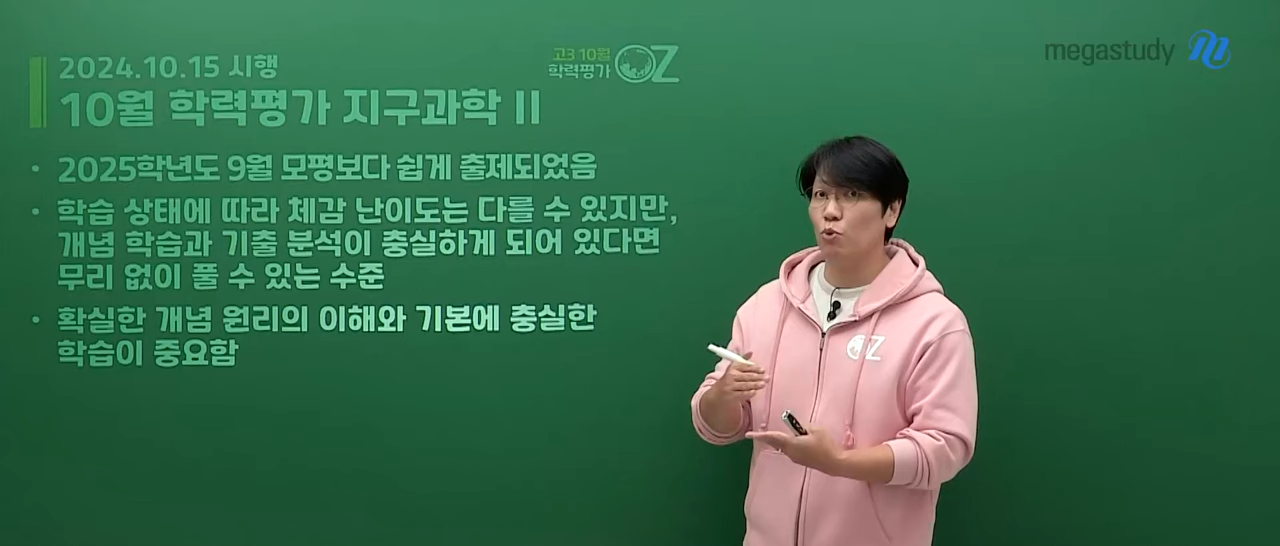 2024.10.15 시행
10월 학력평가 지구과학 II
고3 10월
학력평가 OZ
megastudy
• 2025학년도 9월 모평보다 쉽게 출제되었음
• 학습 상태에 따라 체감 난이도는 다를 수 있지만,
개념 학습과 기출 분석이 충실하게 되어 있다면
무리 없이 풀 수 있는 수준
• 확실한 개념 원리의 이해와 기본에 충실한
학습이 중요함
OZ